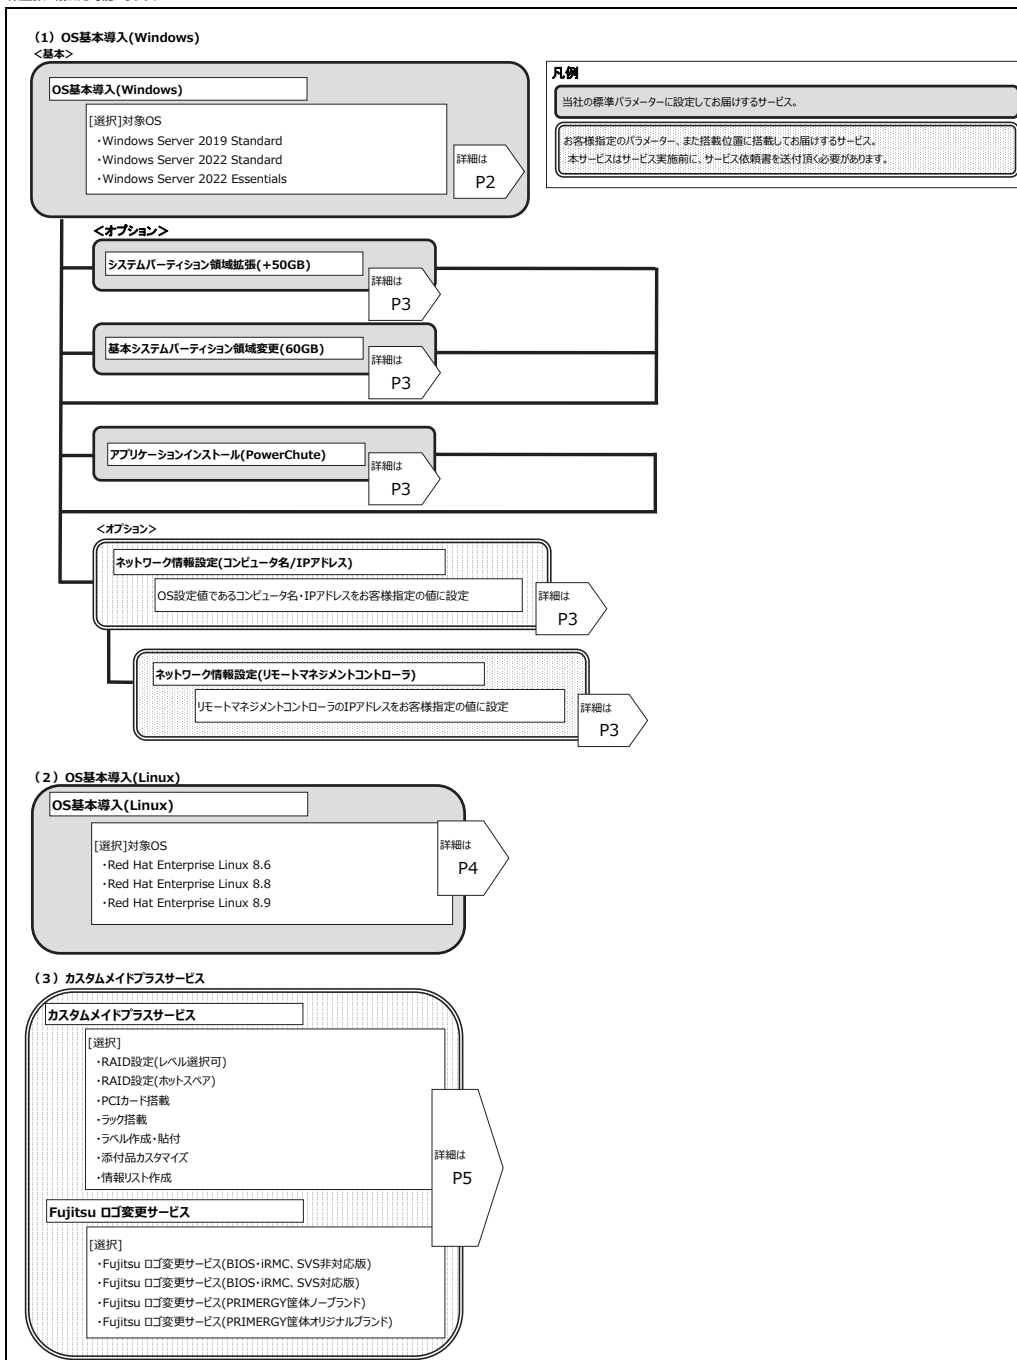 （1）OS基本導入(Windows)
＜基本＞
OS基本導入(Windows)
[選択]対象OS
・Windows Server 2019 Standard
・Windows Server 2022 Standard
・Windows Server 2022 Essentials
詳細は
P2
凡例
当社の標準パラメーターに設定してお届けするサービス。
お客様指定のパラメーター、また搭載位置に搭載してお届けするサービス。
本サービスはサービス実施前に、サービス依頼書を送付頂く必要があります。
＜オプション＞
システムパーティション領域拡張(+50GB)
詳細は
P3
基本システムパーティション領域変更(60GB)
詳細は
P3
アプリケーションインストール(PowerChute)
詳細は
P3
＜オプション＞
ネットワーク情報設定(コンピュータ名/IPアドレス)
OS設定値であるコンピュータ名・IPアドレスをお客様指定の値に設定
詳細は
P3
ネットワーク情報設定(リモートマネジメントコントローラ)
リモートマネジメントコントローラのIPアドレスをお客様指定の値に設定
詳細は
P3
（2）OS基本導入(Linux)
OS基本導入(Linux)
[選択]対象OS
・Red Hat Enterprise Linux 8.6
・Red Hat Enterprise Linux 8.8
・Red Hat Enterprise Linux 8.9
詳細は
P4
（3）カスタムメイドプラスサービス
カスタムメイドプラスサービス
[選択]
・RAID設定(レベル選択可)
・RAID設定(ホットスペア)
・PCIカード搭載
・ラック搭載
・ラベル作成・貼付
・添付品カスタマイズ
・情報リスト作成
詳細は
P5
Fujitsu ロゴ変更サービス
[選択]
・Fujitsu ロゴ変更サービス(BIOS・iRMC、SVS非対応版)
・Fujitsu ロゴ変更サービス(BIOS・iRMC、SVS対応版)
・Fujitsu ロゴ変更サービス(PRIMERGY筐体ノーブランド)
・Fujitsu ロゴ変更サービス(PRIMERGY筐体オリジナルブランド)